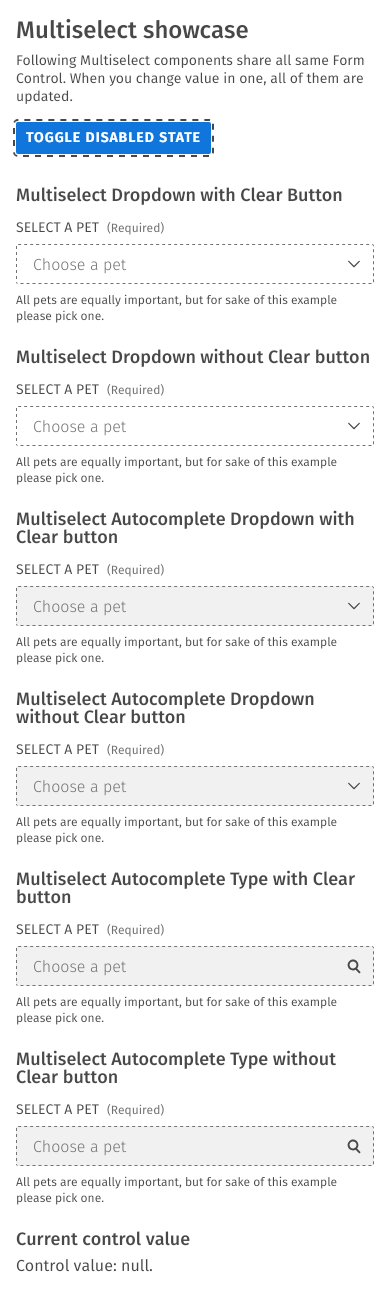 Multiselect showcase
Following Multiselect components share all same Form
Control. When you change value in one, all of them are
updated.
TOGGLE DISABLED STATE
Multiselect Dropdown with Clear Button
SELECT A PET (Required)
Choose a pet
All pets are equally important, but for sake of this example
please pick one.
Multiselect Dropdown without Clear button
SELECT A PET (Required)
Choose a pet
All pets are equally important, but for sake of this example
please pick one.
Multiselect Autocomplete Dropdown with
Clear button
SELECT A PET (Required)
Choose a pet
All pets are equally important, but for sake of this example
please pick one.
Multiselect Autocomplete Dropdown
without Clear button
SELECT A PET (Required)
Choose a pet
All pets are equally important, but for sake of this example
please pick one.
Multiselect Autocomplete Type with Clear
button
SELECT A PET (Required)
Choose a pet
All pets are equally important, but for sake of this example
please pick one.
Multiselect Autocomplete Type without
Clear button
SELECT A PET (Required)
Choose a pet
All pets are equally important, but for sake of this example
please pick one.
Current control value
Control value: null.